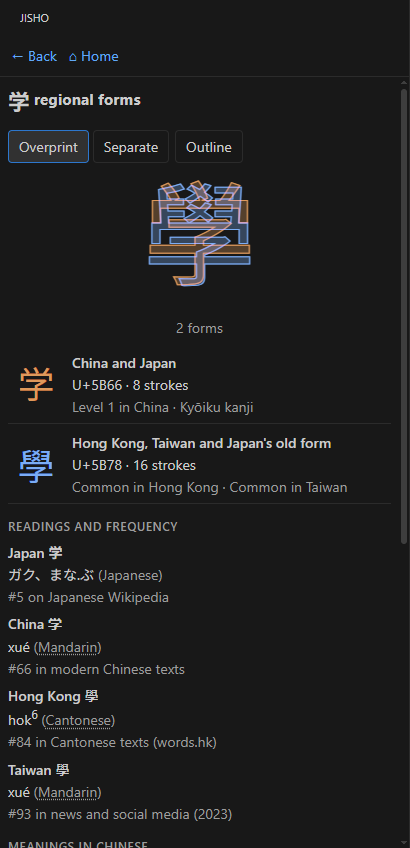 JISHO
← Back ⌂ Home
学 regional forms
Overprint Separate Outline
2 forms
学
China and Japan
U+5B66 · 8 strokes
Level 1 in China · Kyōiku kanji
學
Hong Kong, Taiwan and Japan's old form
U+5B78 · 16 strokes
Common in Hong Kong · Common in Taiwan
READINGS AND FREQUENCY
Japan 学
ガク、まな.ぶ (Japanese)
#5 on Japanese Wikipedia
China 学
xué (Mandarin)
#66 in modern Chinese texts
Hong Kong 學
hok6 (Cantonese)
#84 in Cantonese texts (words.hk)
Taiwan 學
xué (Mandarin)
#93 in news and social media (2023)
MEANINGS IN CHINESE